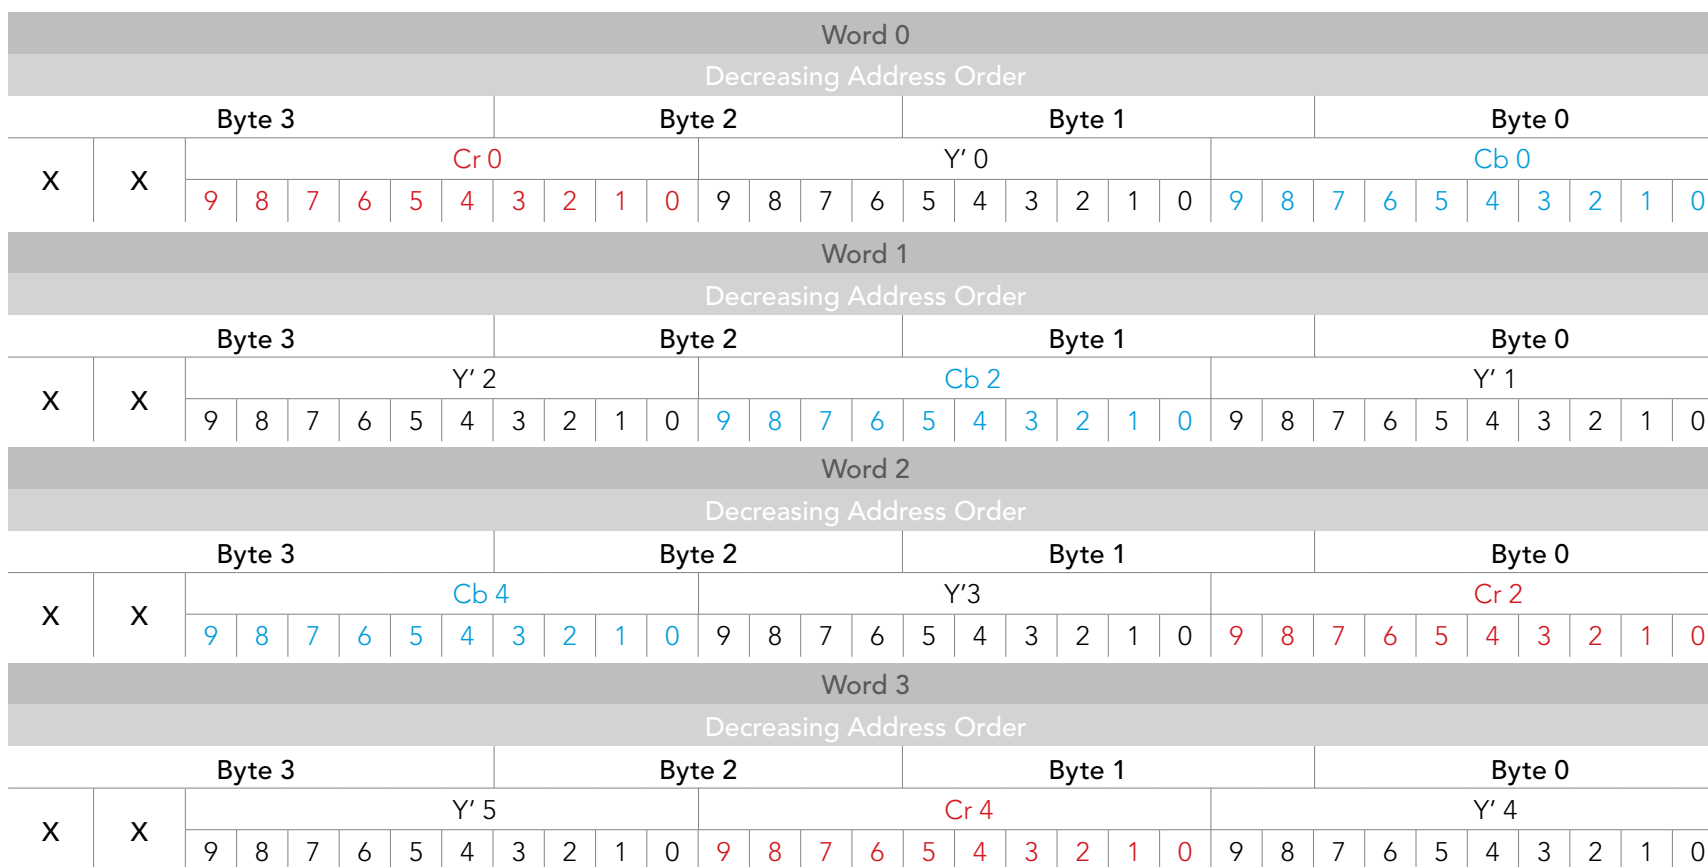 Word 0
Decreasing Address Order
Byte 3 Byte 2 Byte 1 Byte 0
X X Cr 0 Y′ 0 Cb 0
9 8 7 6 5 4 3 2 1 0 9 8 7 6 5 4 3 2 1 0 9 8 7 6 5 4 3 2 1 0
Word 1
Decreasing Address Order
Byte 3 Byte 2 Byte 1 Byte 0
X X Y′ 2 Cb 2 Y′ 1
9 8 7 6 5 4 3 2 1 0 9 8 7 6 5 4 3 2 1 0 9 8 7 6 5 4 3 2 1 0
Word 2
Decreasing Address Order
Byte 3 Byte 2 Byte 1 Byte 0
X X Cb 4 Y′3 Cr 2
9 8 7 6 5 4 3 2 1 0 9 8 7 6 5 4 3 2 1 0 9 8 7 6 5 4 3 2 1 0
Word 3
Decreasing Address Order
Byte 3 Byte 2 Byte 1 Byte 0
X X Y′ 5 Cr 4 Y′ 4
9 8 7 6 5 4 3 2 1 0 9 8 7 6 5 4 3 2 1 0 9 8 7 6 5 4 3 2 1 0